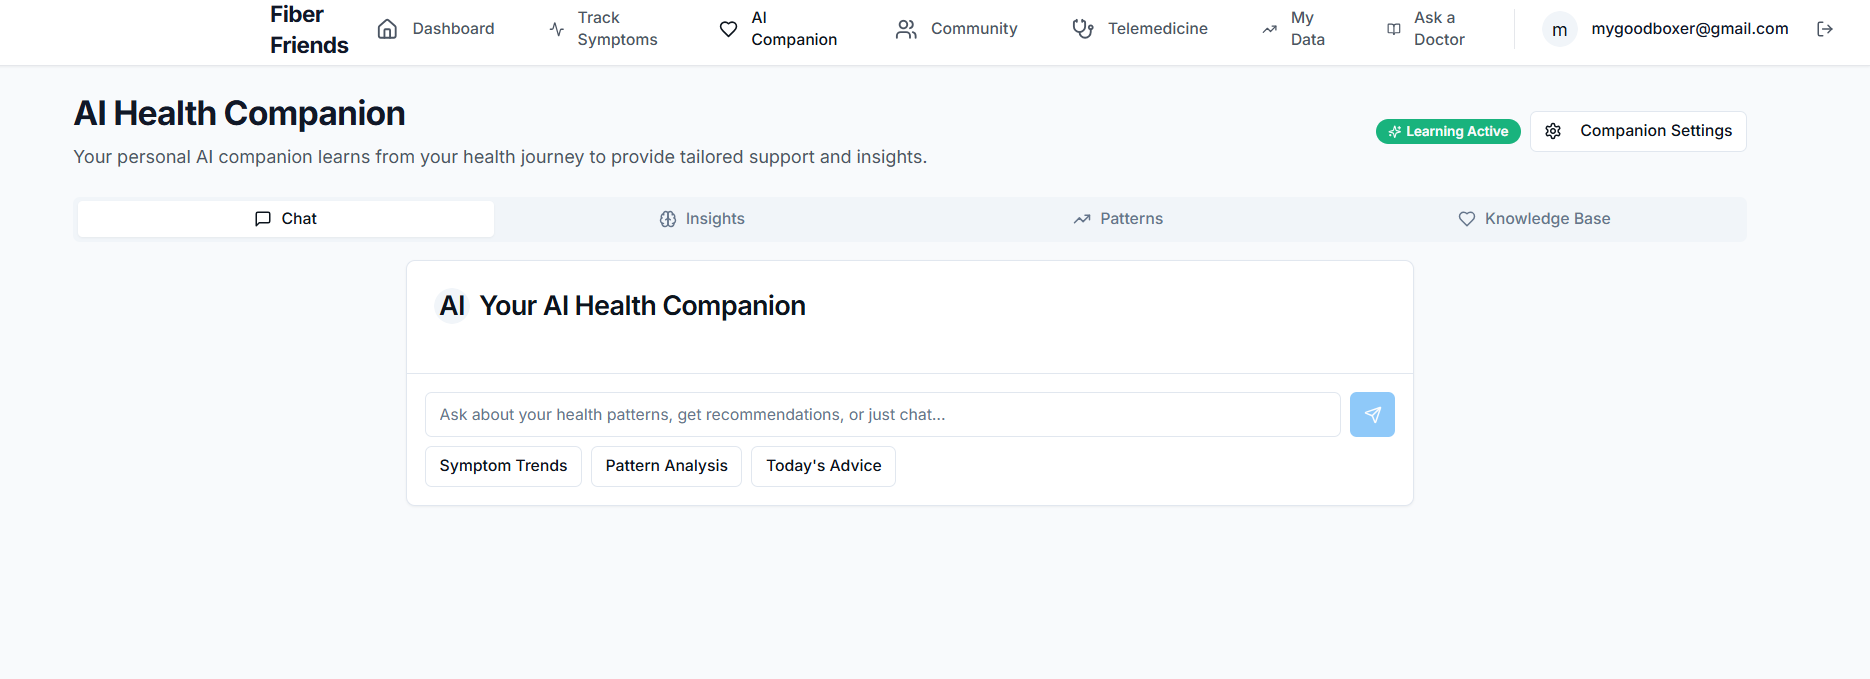 Fiber
Friends
Dashboard
Track
Symptoms
AI
Companion
Community
Telemedicine
My
Data
Ask a
Doctor
m
mygoodboxer@gmail.com
AI Health Companion
Your personal AI companion learns from your health journey to provide tailored support and insights.
Learning Active
Companion Settings
Chat
Insights
Patterns
Knowledge Base
AI Your AI Health Companion
Ask about your health patterns, get recommendations, or just chat...
Symptom Trends
Pattern Analysis
Today's Advice